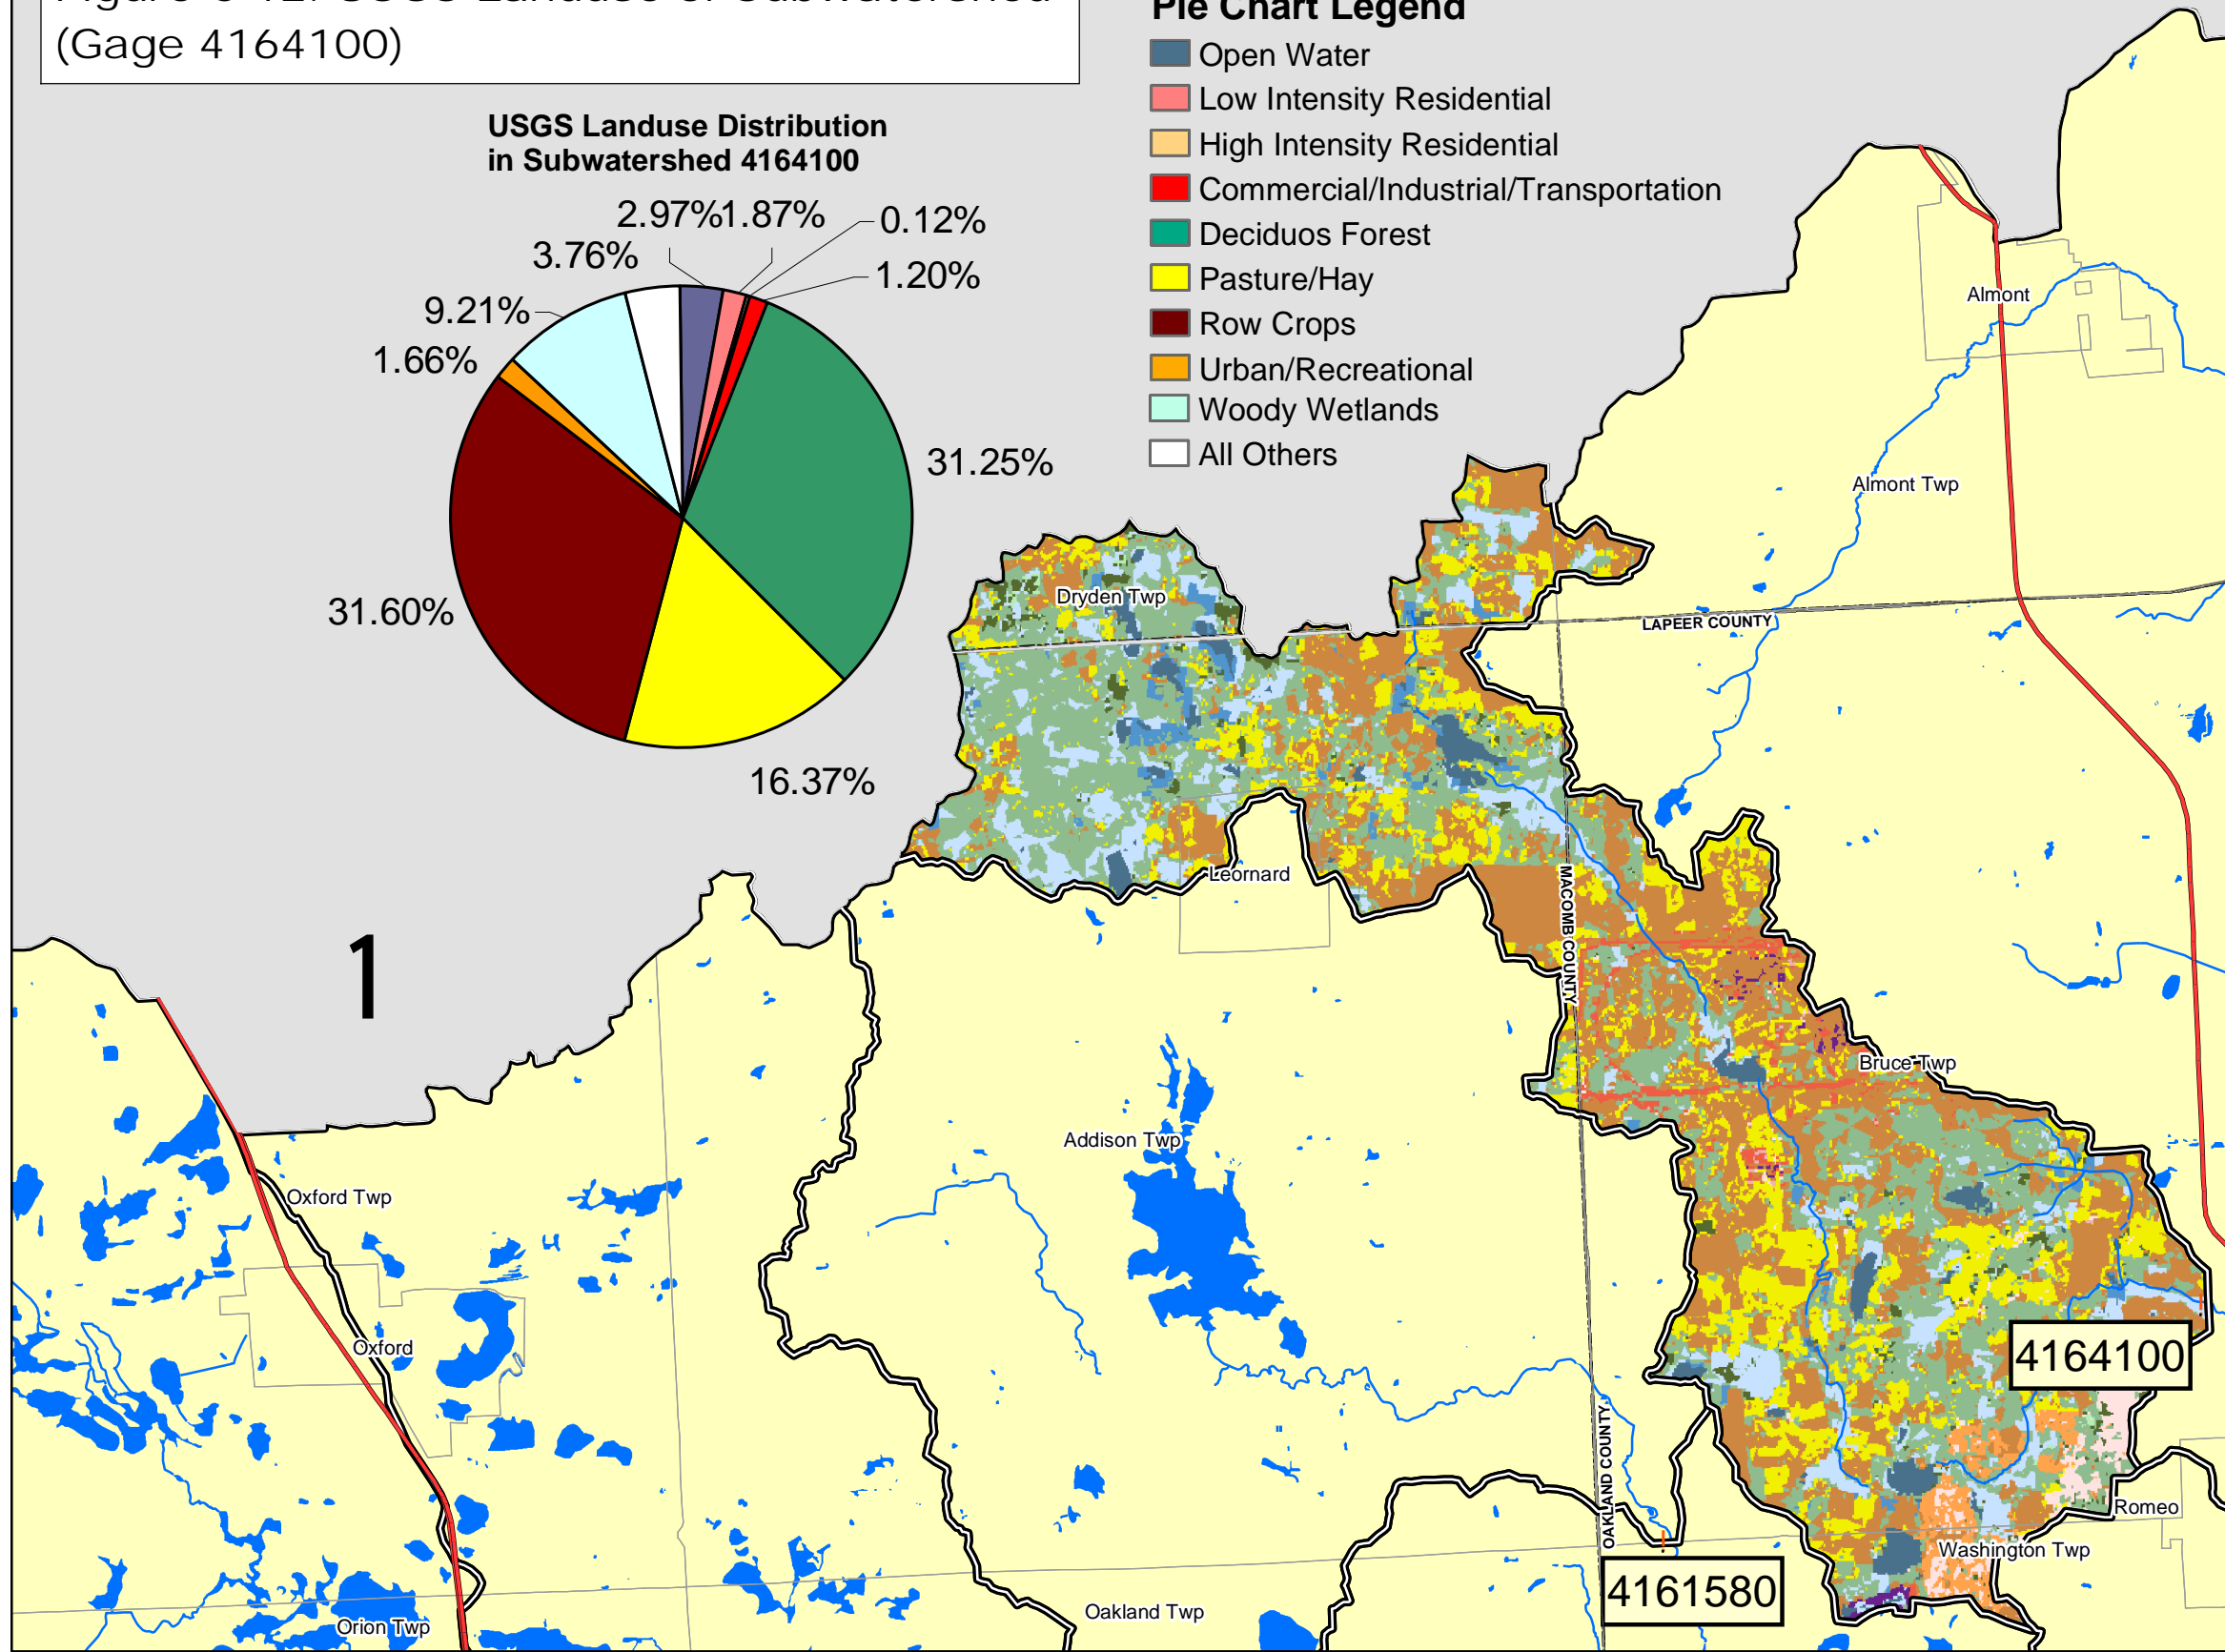 (Gage 4164100)
USGS Landuse Distribution
in Subwatershed 4164100
2.97%
1.87%
0.12%
3.76%
1.20%
9.21%
1.66%
31.25%
31.60%
16.37%
Pie Chart Legend
Open Water
Low Intensity Residential
High Intensity Residential
Commercial/Industrial/Transportation
Deciduos Forest
Pasture/Hay
Row Crops
Urban/Recreational
Woody Wetlands
All Others
Almont
Almont Twp
Dryden Twp
LAPEER COUNTY
Leornard
MACOMB COUNTY
1
Bruce Twp
Addison Twp
Oxford Twp
Oxford
4164100
OAKLAND COUNTY
Romeo
Washington Twp
4161580
Oakland Twp
Orion Twp